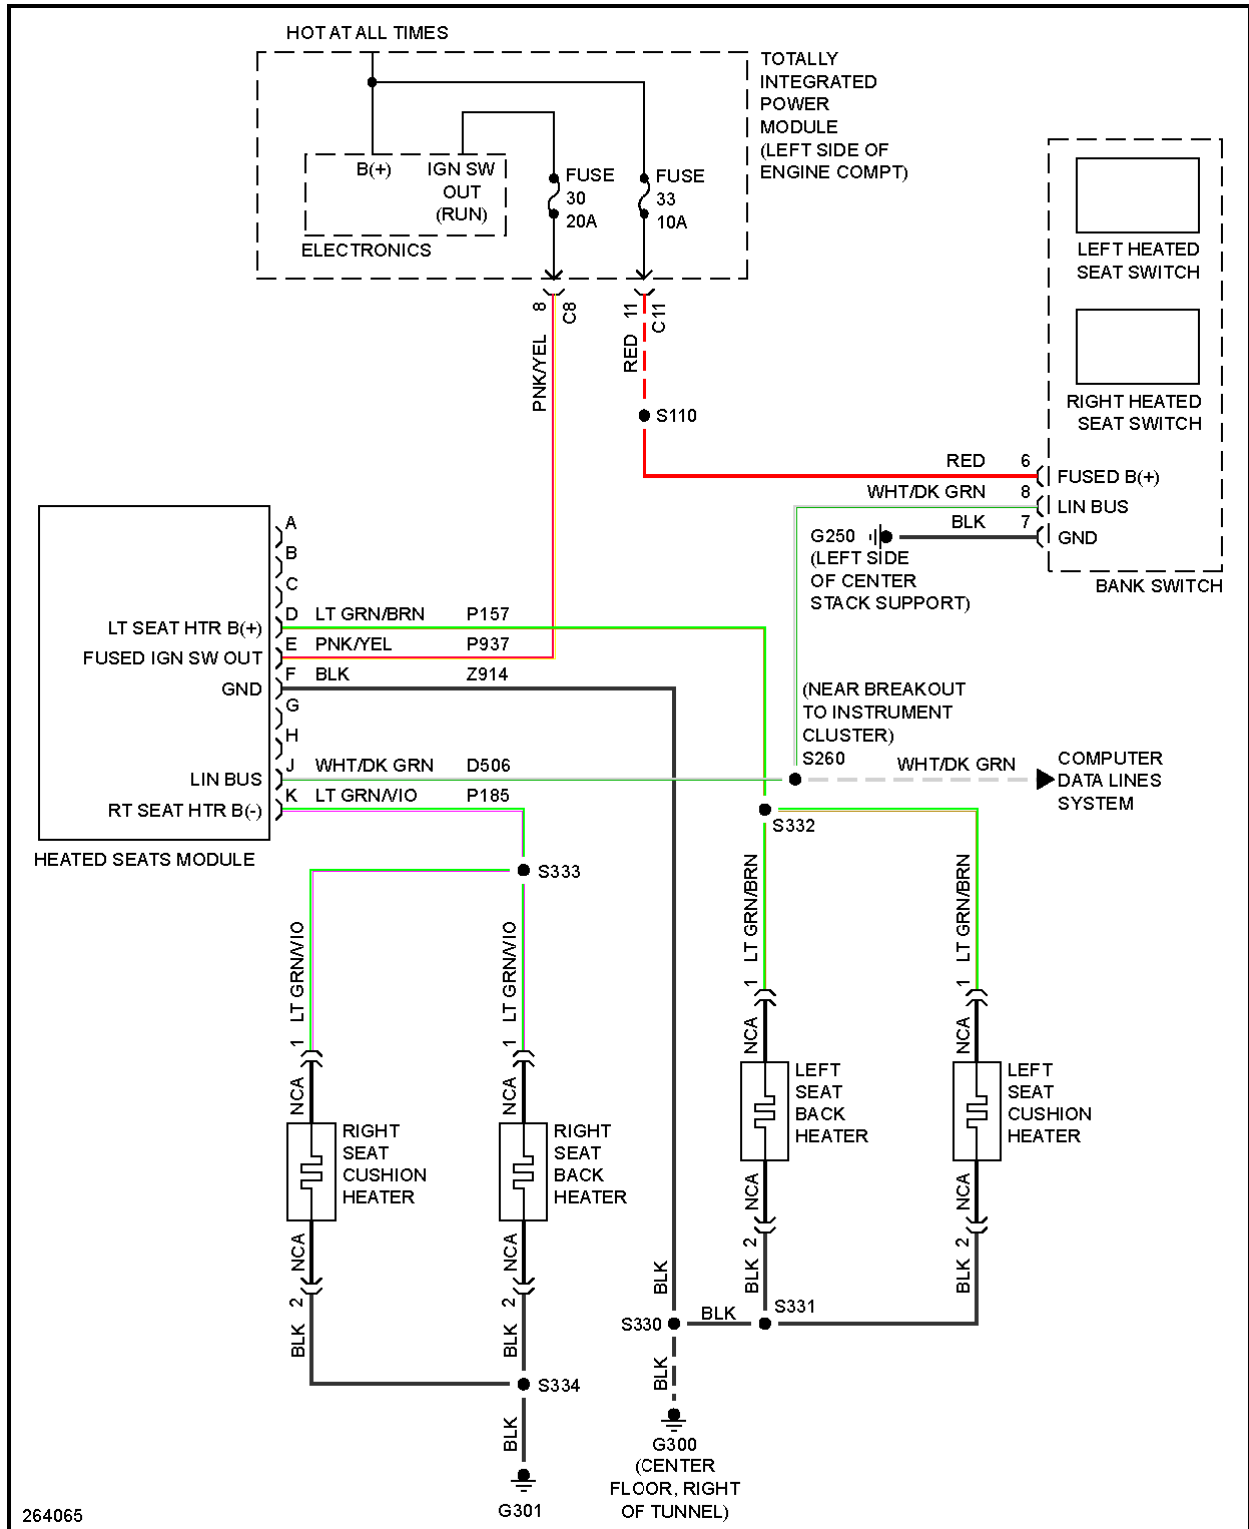 HOT AT ALL TIMES
TOTALLY
INTEGRATED
POWER
MODULE
(LEFT SIDE OF
ENGINE COMPT)
B(+)
IGN SW
OUT
(RUN)
ELECTRONICS
FUSE
30
20A
FUSE
33
10A
8
C8
11
C11
PNK/YEL
RED
S110
LEFT HEATED
SEAT SWITCH
RIGHT HEATED
SEAT SWITCH
RED 6
FUSED B(+)
WHT/DK GRN 8
LIN BUS
BLK 7
GND
G250
(LEFT SIDE
OF CENTER
STACK SUPPORT)
BANK SWITCH
A
B
C
D LT GRN/BRN P157
LT SEAT HTR B(+)
E PNK/YEL P937
FUSED IGN SW OUT
F BLK Z914
GND
G
H
J WHT/DK GRN D506
LIN BUS
K LT GRN/VIO P185
RT SEAT HTR B(-)
HEATED SEATS MODULE
(NEAR BREAKOUT
TO INSTRUMENT
CLUSTER)
S260
WHT/DK GRN
COMPUTER
DATA LINES
SYSTEM
S332
S333
LT GRN/VIO
1
LT GRN/VIO
1
LT GRN/BRN
1
LT GRN/BRN
1
NCA
NCA
NCA
NCA
RIGHT
SEAT
CUSHION
HEATER
RIGHT
SEAT
BACK
HEATER
LEFT
SEAT
BACK
HEATER
LEFT
SEAT
CUSHION
HEATER
NCA
NCA
NCA
NCA
2
2
2
2
BLK
BLK
BLK
BLK
BLK
S330
BLK
S331
BLK
S334
BLK
G301
G300
(CENTER
FLOOR, RIGHT
OF TUNNEL)
264065